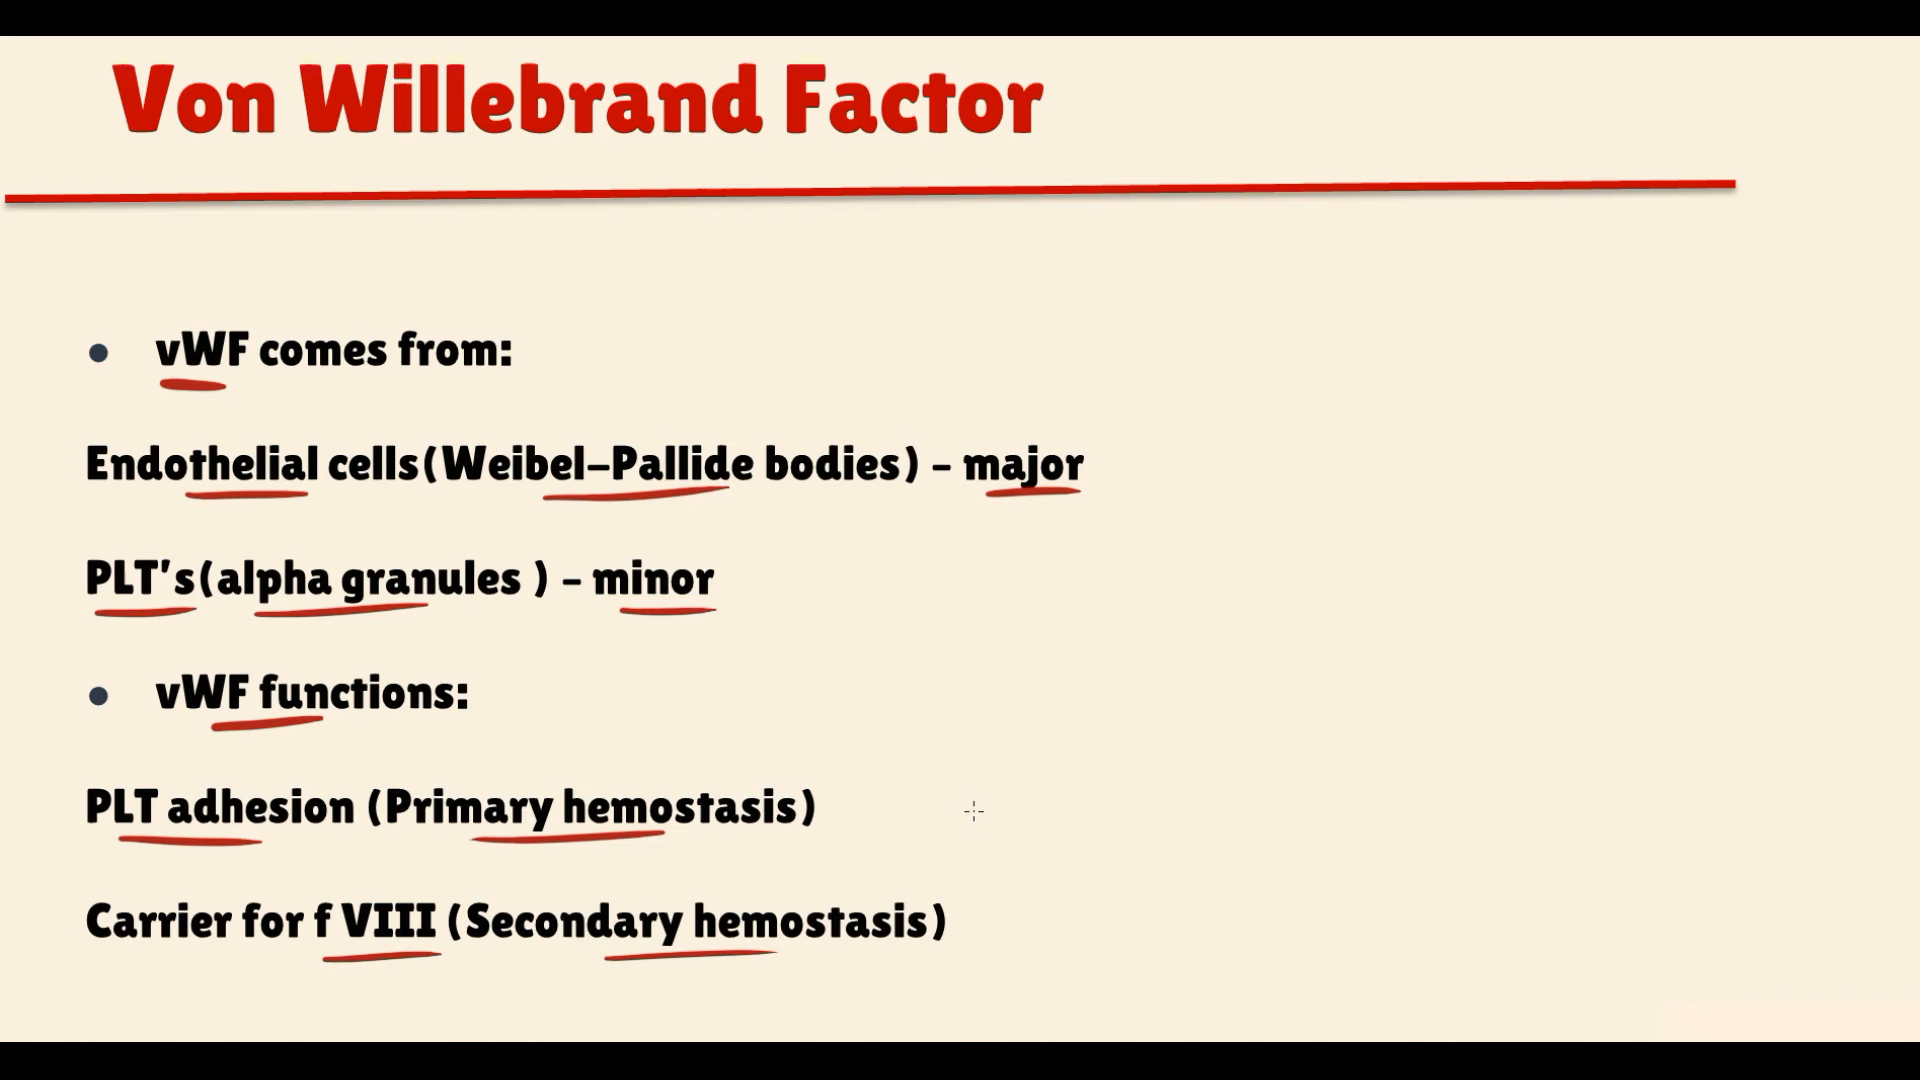 Von Willebrand Factor
• vWF comes from:
Endothelial cells(Weibel-Pallide bodies) - major
PLT's(alpha granules ) - minor
• vWF functions:
PLT adhesion (Primary hemostasis)
Carrier for f VIII (Secondary hemostasis)